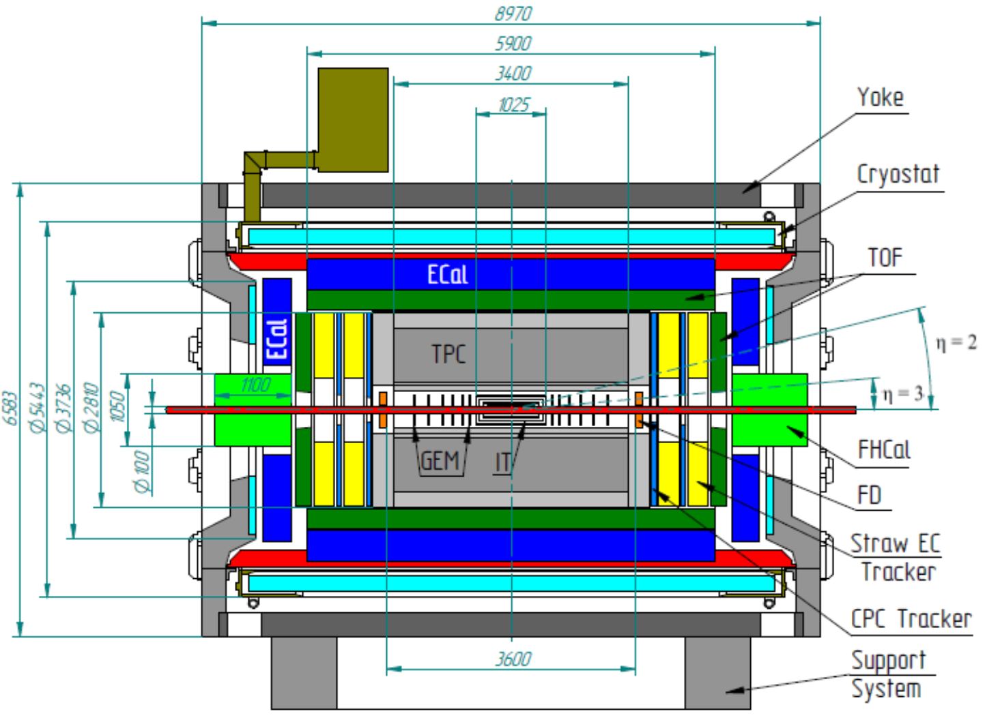 8970
5900
3400
1025
Yoke
Cryostat
TOF
ECal
ECal
TPC
η = 2
η = 3
1100
6583
Ø5443
Ø3736
Ø2810
1050
Ø100
GEM
IT
FHCal
FD
Straw EC
Tracker
CPC Tracker
3600
Support
System